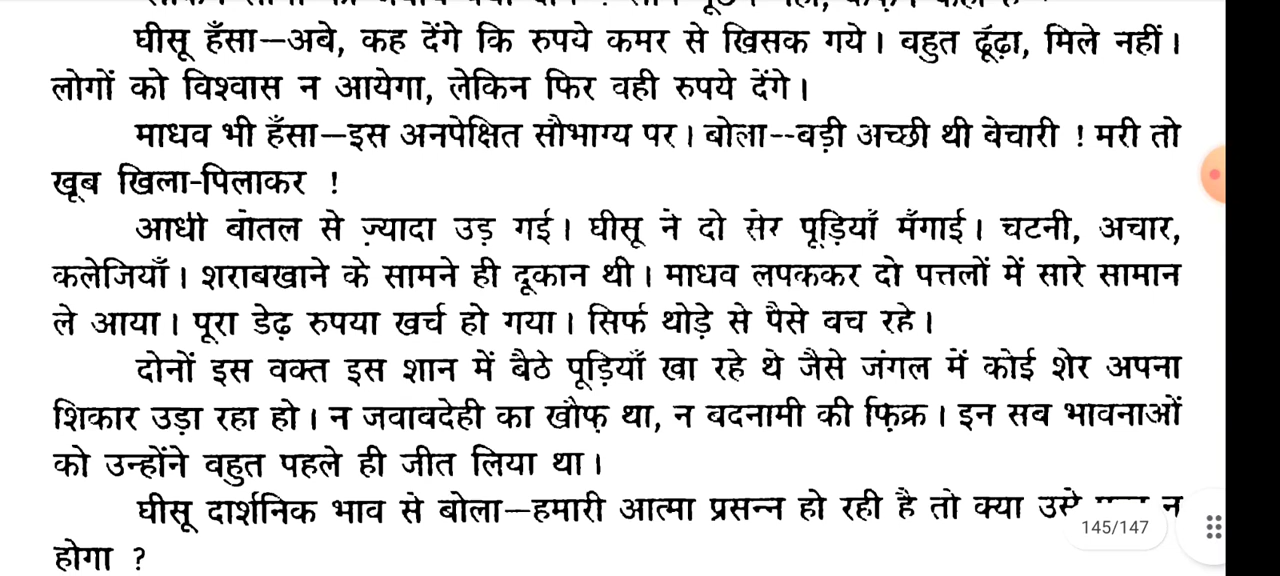 घीसू हँसा—अबे, कह देंगे कि रुपये कमर से खिसक गये। बहुत ढूँढ़ा, मिले नहीं।
लोगों को विश्वास न आयेगा, लेकिन फिर वही रुपये देंगे।
माधव भी हँसा—इस अनपेक्षित सौभाग्य पर। बोला--बड़ी अच्छी थी बेचारी ! मरी तो
खूब खिला-पिलाकर !
आधी बोतल से ज़्यादा उड़ गई। घीसू ने दो सेर पूड़ियाँ मँगाई। चटनी, अचार,
कलेजियाँ। शराबखाने के सामने ही दूकान थी। माधव लपककर दो पत्तलों में सारे सामान
ले आया। पूरा डेढ़ रुपया खर्च हो गया। सिर्फ थोड़े से पैसे बच रहे।
दोनों इस वक्त इस शान में बैठे पूड़ियाँ खा रहे थे जैसे जंगल में कोई शेर अपना
शिकार उड़ा रहा हो। न जवाबदेही का खौफ़ था, न बदनामी की फ़िक्र। इन सब भावनाओं
को उन्होंने बहुत पहले ही जीत लिया था।
घीसू दार्शनिक भाव से बोला—हमारी आत्मा प्रसन्न हो रही है तो क्या उसे न
होगा ?
145/147